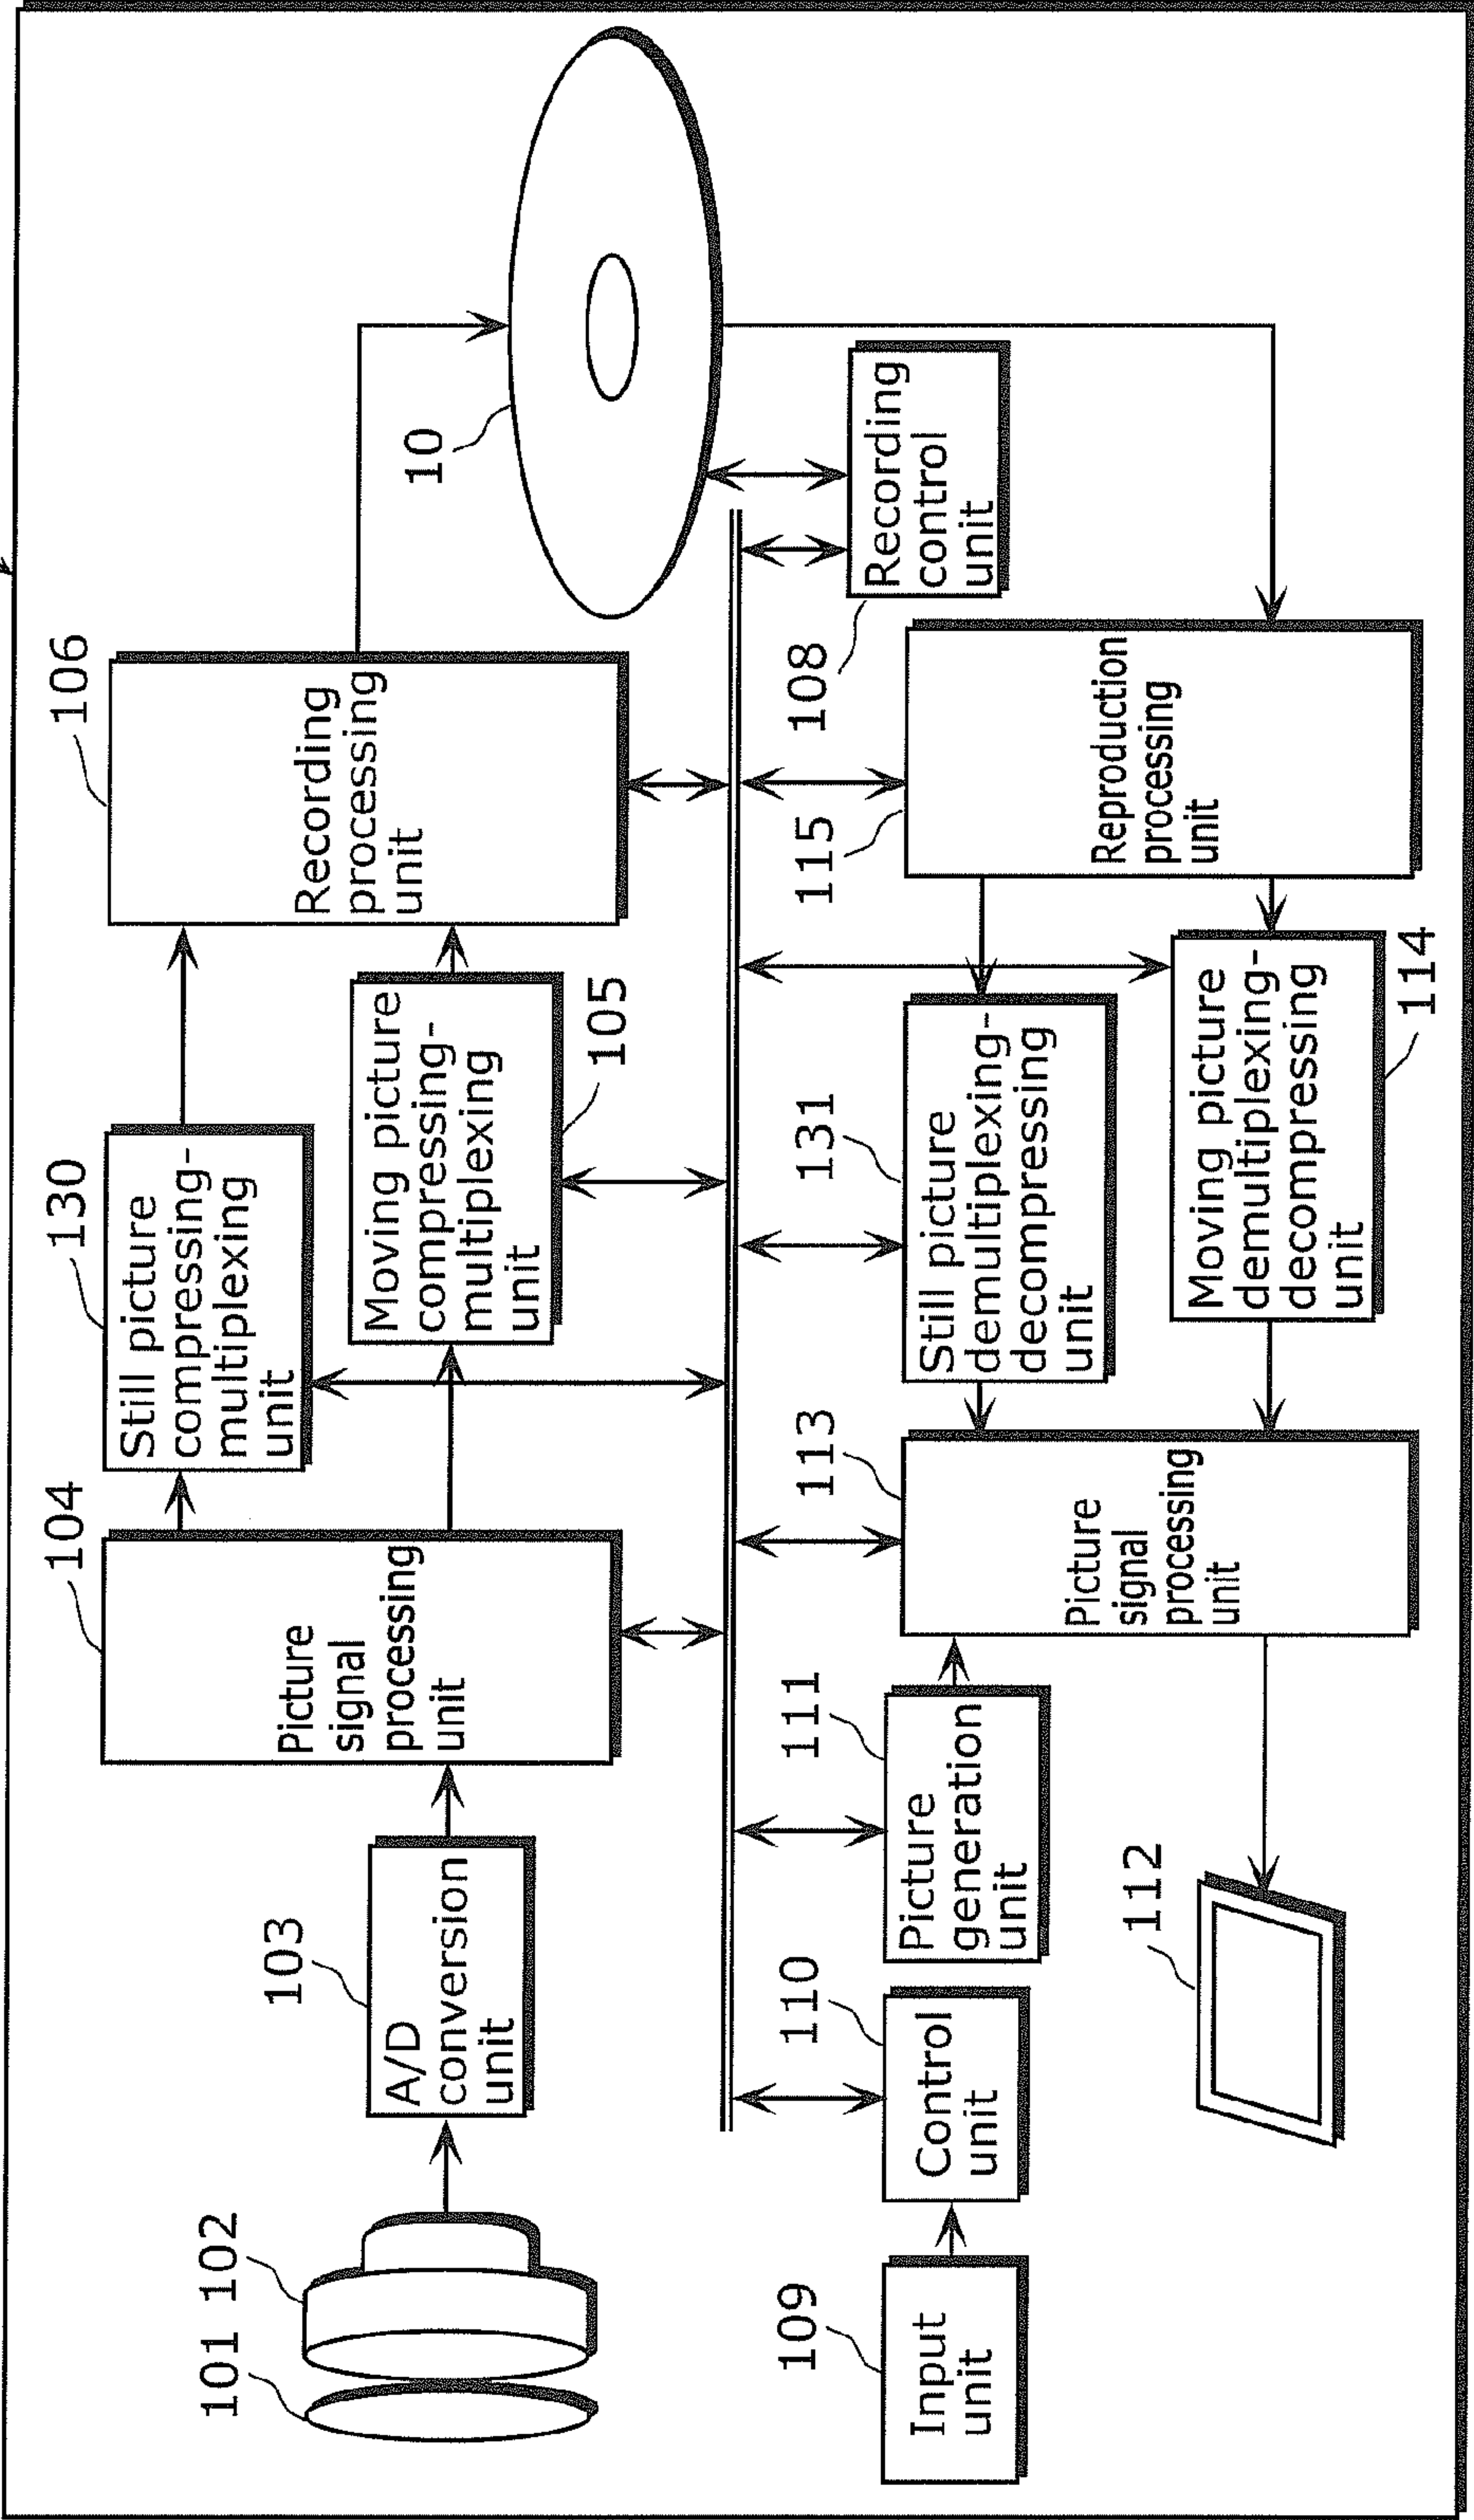 101
102
103
A/D
conversion
unit
104
Picture
signal
processing
unit
130
Still picture
compressing-
multiplexing
unit
Moving picture
compressing-
multiplexing
unit
105
106
Recording
processing
unit
10
109
Input
unit
110
Control
unit
111
Picture
generation
unit
112
113
Picture
signal
processing
unit
131
Still picture
demultiplexing-
decompressing
unit
Moving picture
demultiplexing-
decompressing
unit
114
115
Reproduction
processing
unit
108
Recording
control
unit